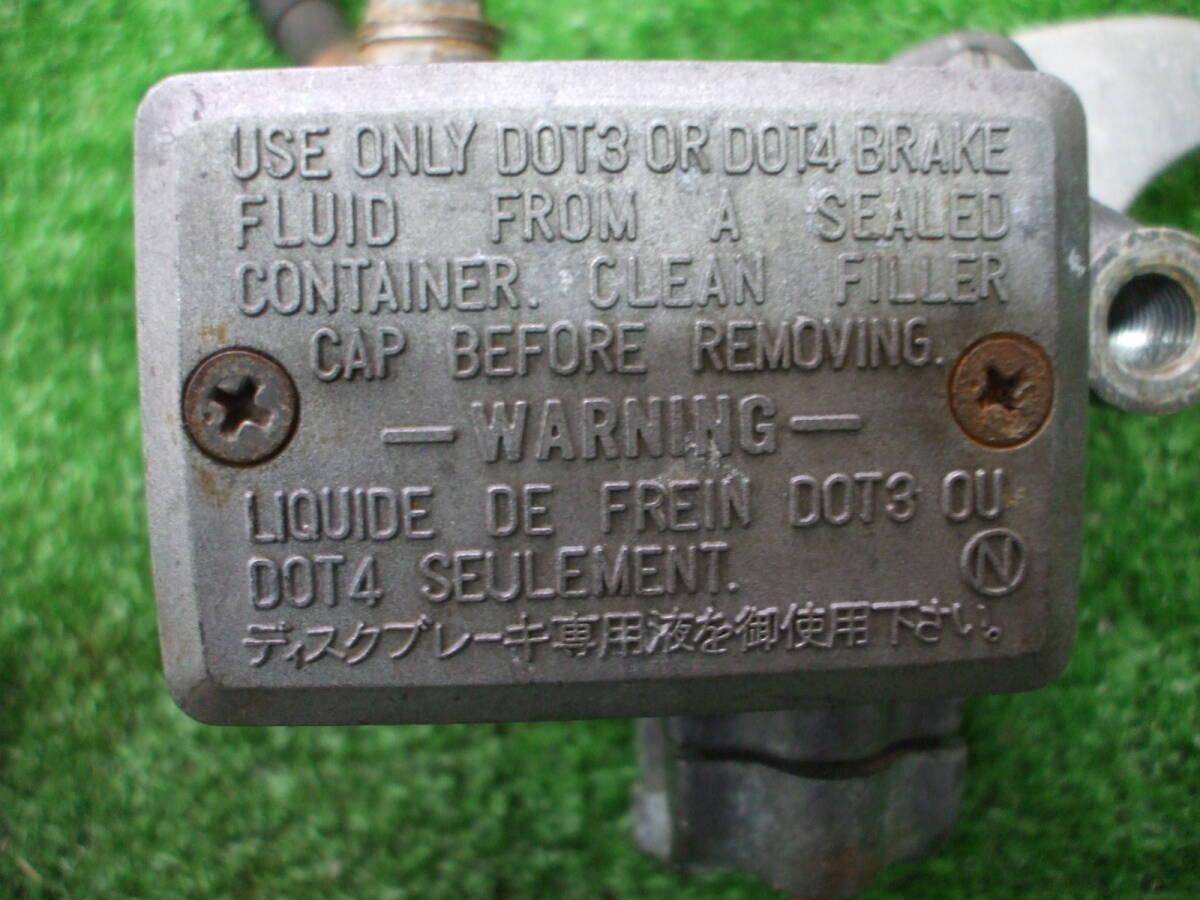 USE ONLY DOT3 OR DOT4 BRAKE
FLUID FROM A SEALED
CONTAINER. CLEAN FILLER
CAP BEFORE REMOVING.
— WARNING —
LIQUIDE DE FREIN DOT3 OU
DOT4 SEULEMENT.
N
ディスクブレーキ専用液を御使用下さい。